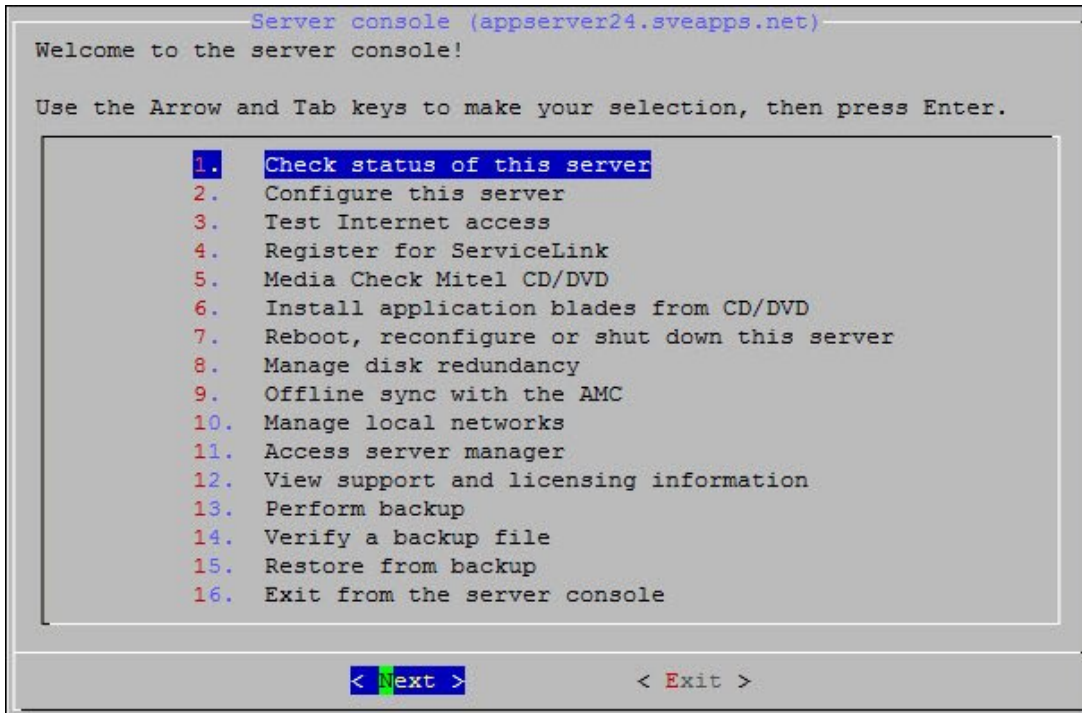 Server console (appserver24.sveapps.net)
Welcome to the server console!
Use the Arrow and Tab keys to make your selection, then press Enter.
1. Check status of this server
2. Configure this server
3. Test Internet access
4. Register for ServiceLink
5. Media Check Mitel CD/DVD
6. Install application blades from CD/DVD
7. Reboot, reconfigure or shut down this server
8. Manage disk redundancy
9. Offline sync with the AMC
10. Manage local networks
11. Access server manager
12. View support and licensing information
13. Perform backup
14. Verify a backup file
15. Restore from backup
16. Exit from the server console
< Next > < Exit >